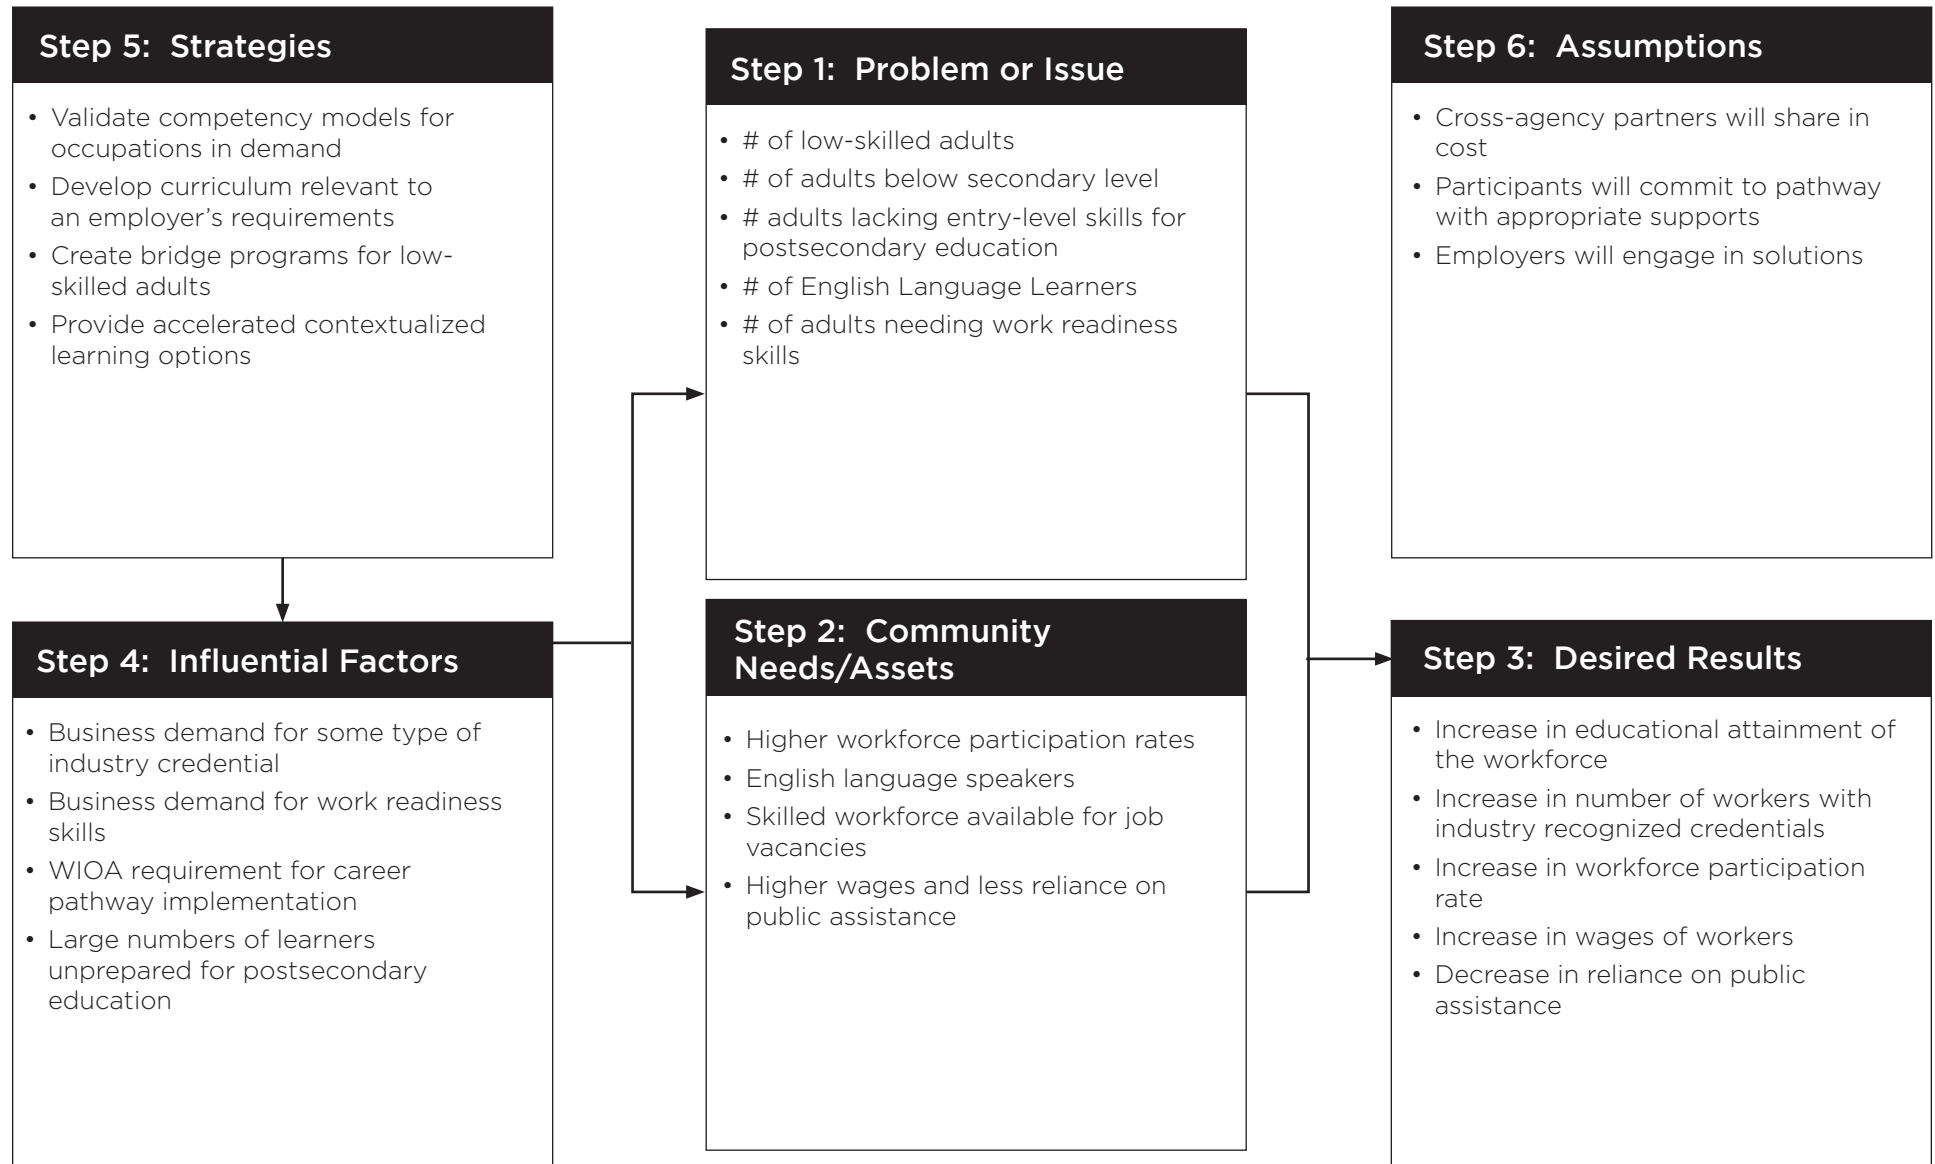 Step 5:  Strategies
• Validate competency models for
occupations in demand
• Develop curriculum relevant to
an employer’s requirements
• Create bridge programs for low-
skilled adults
• Provide accelerated contextualized
learning options
Step 4:  Influential Factors
• Business demand for some type of
industry credential
• Business demand for work readiness
skills
• WIOA requirement for career
pathway implementation
• Large numbers of learners
unprepared for postsecondary
education
Step 1:  Problem or Issue
• # of low-skilled adults
• # of adults below secondary level
• # adults lacking entry-level skills for
postsecondary education
• # of English Language Learners
• # of adults needing work readiness
skills
Step 2:  Community
Needs/Assets
• Higher workforce participation rates
• English language speakers
• Skilled workforce available for job
vacancies
• Higher wages and less reliance on
public assistance
Step 6:  Assumptions
• Cross-agency partners will share in
cost
• Participants will commit to pathway
with appropriate supports
• Employers will engage in solutions
Step 3:  Desired Results
• Increase in educational attainment of
the workforce
• Increase in number of workers with
industry recognized credentials
• Increase in workforce participation
rate
• Increase in wages of workers
• Decrease in reliance on public
assistance